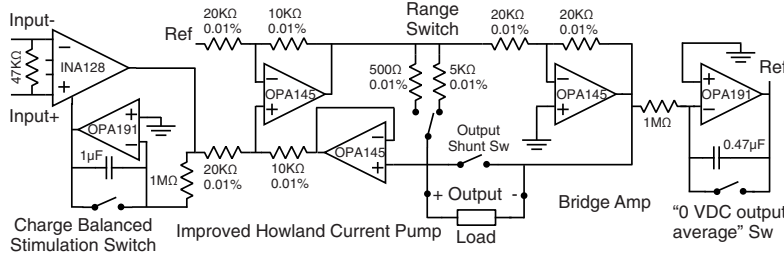 Input-
47KΩ
Input+
INA128
OPA191
1µF
1MΩ
Charge Balanced
Stimulation Switch
Ref
20KΩ
0.01%
10KΩ
0.01%
OPA145
20KΩ
0.01%
10KΩ
0.01%
OPA145
Improved Howland Current Pump
Range
Switch
500Ω
0.01%
5KΩ
0.01%
Output
Shunt Sw
+ Output -
Load
20KΩ
0.01%
20KΩ
0.01%
OPA145
Bridge Amp
1MΩ
Ref
OPA191
0.47µF
“0 VDC output
average” Sw